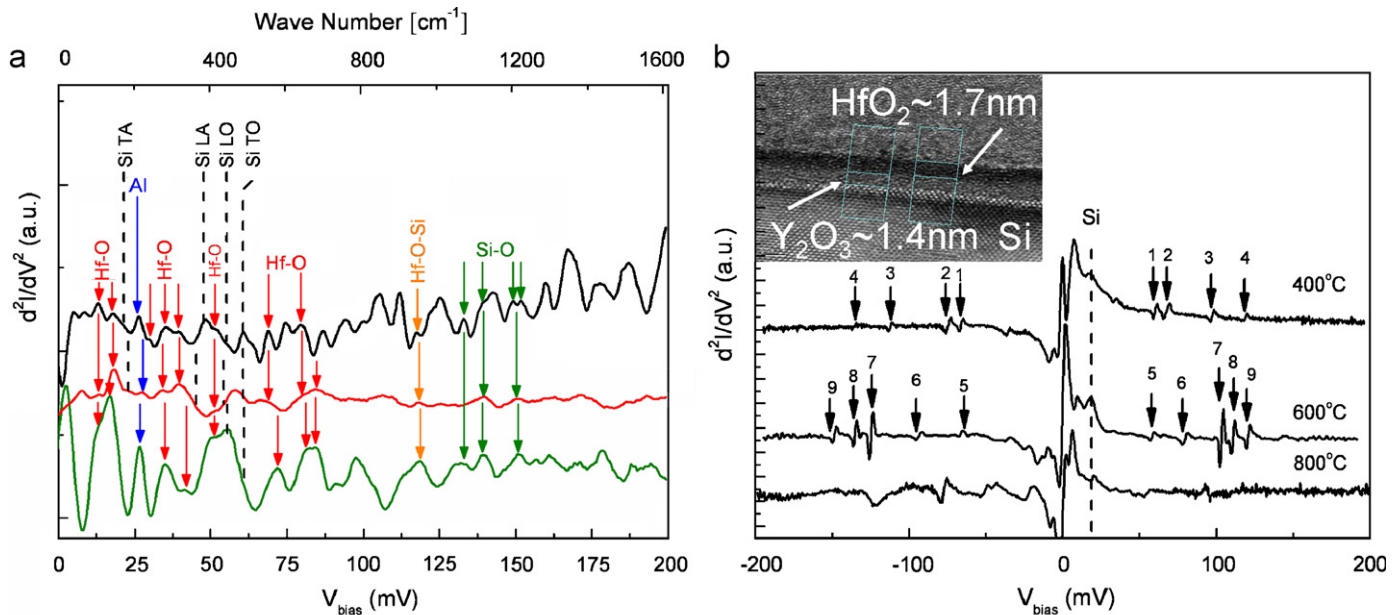 Wave Number [cm⁻¹]
0 200 400 600 800 1000 1200 1600
a
d²I/dV² (a.u.)
Si TA
Si LA
Si LO
Si TO
Al
Hf-O
Hf-O
Hf-O
Hf-O
Hf-O-Si
Si-O
0 25 50 75 100 125 150 175 200
V_bias (mV)
b
d²I/dV² (a.u.)
HfO₂~1.7nm
Y₂O₃~1.4nm Si
Si
4 3 2 1
1 2 3 4
400°C
9 8 7 6 5
5 6 7 8 9
600°C
800°C
-200 -100 0 100 200
V_bias (mV)